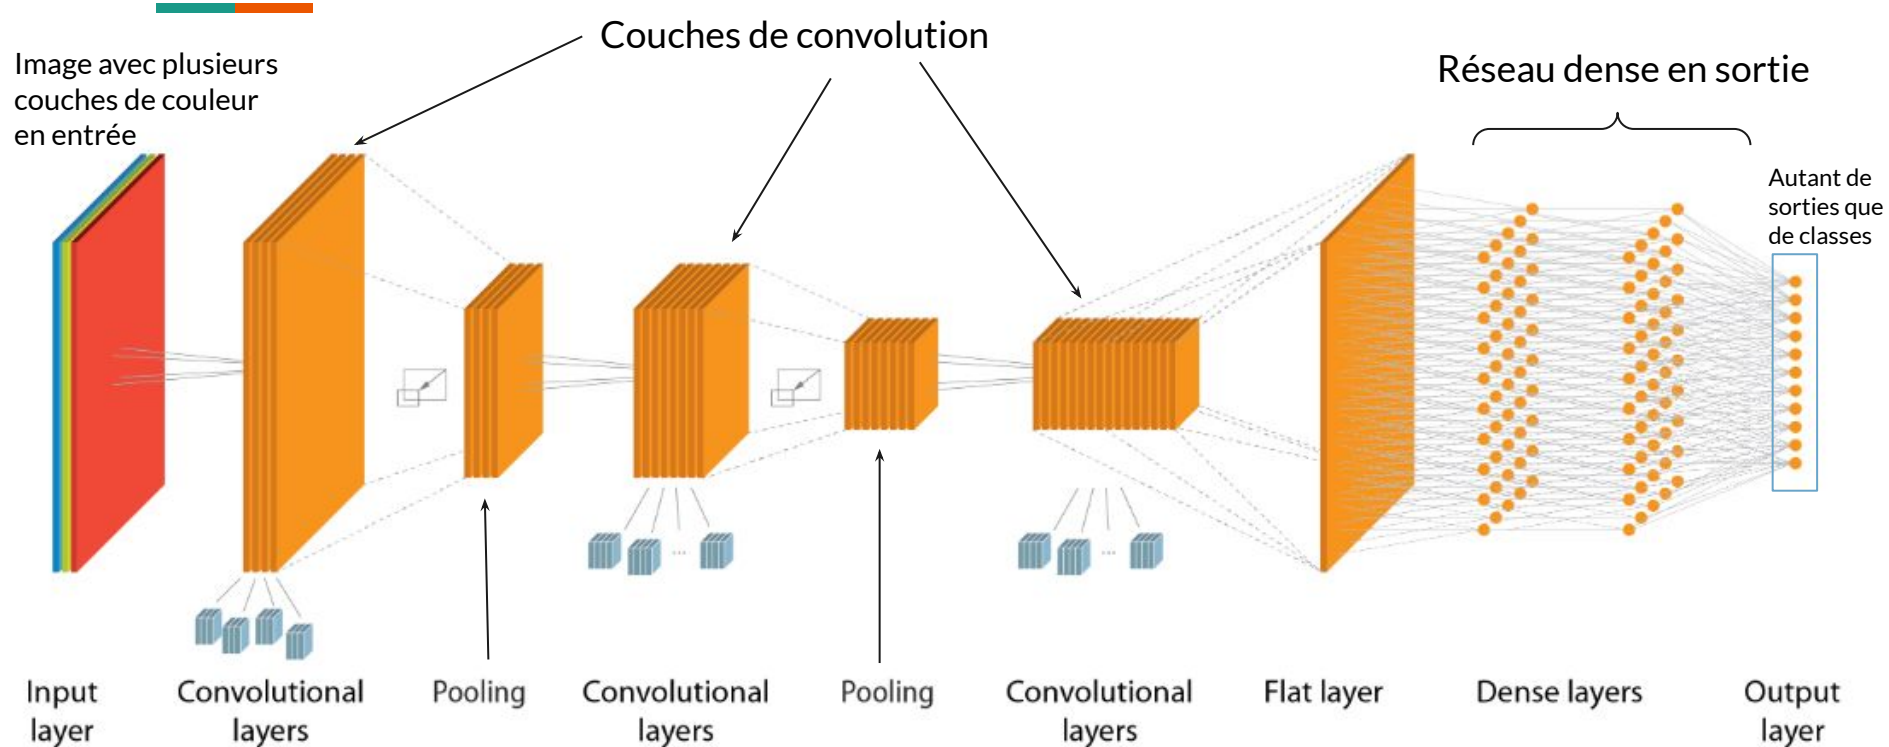 Couches de convolution
Image avec plusieurs
couches de couleur
en entrée
Réseau dense en sortie
Autant de
sorties que
de classes
...
...
Input
layer
Convolutional
layers
Pooling
Convolutional
layers
Pooling
Convolutional
layers
Flat layer
Dense layers
Output
layer